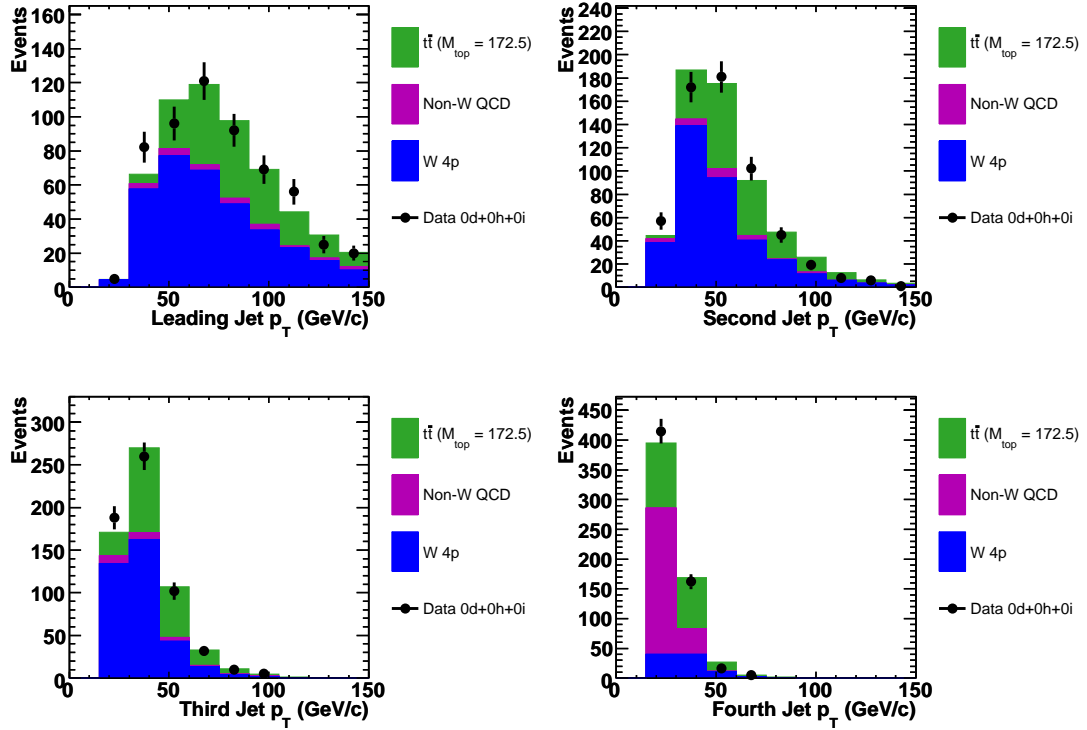 Events
160
140
120
100
80
60
40
20
0
0 50 100 150
Leading Jet p_T (GeV/c)
tt̄ (M_top = 172.5)
Non-W QCD
W 4p
Data 0d+0h+0i
Events
240
220
200
180
160
140
120
100
80
60
40
20
0
0 50 100 150
Second Jet p_T (GeV/c)
tt̄ (M_top = 172.5)
Non-W QCD
W 4p
Data 0d+0h+0i
Events
300
250
200
150
100
50
0
0 50 100 150
Third Jet p_T (GeV/c)
tt̄ (M_top = 172.5)
Non-W QCD
W 4p
Data 0d+0h+0i
Events
450
400
350
300
250
200
150
100
50
0
0 50 100 150
Fourth Jet p_T (GeV/c)
tt̄ (M_top = 172.5)
Non-W QCD
W 4p
Data 0d+0h+0i